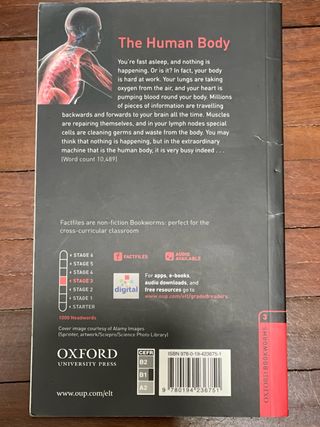 The Human Body
You're fast asleep, and nothing is
happening. Or is it? In fact, your body
is hard at work. Your lungs are taking
oxygen from the air, and your heart is
pumping blood round your body. Millions
of pieces of information are travelling
backwards and forwards to your brain all the time. Muscles
are repairing themselves, and in your lymph nodes special
cells are cleaning germs and waste from the body. You may
think that nothing is happening, but in the extraordinary
machine that is the human body, it is very busy indeed . . .
(Word count 10,489)
Factfiles are non-fiction Bookworms: perfect for the
cross-curricular classroom
• STAGE 6
• STAGE 5
• STAGE 4
• STAGE 3
• STAGE 2
• STAGE 1
• STARTER
1000 Headwords
FACTFILES
AUDIO
AVAILABLE
digital
For apps, e-books,
audio downloads, and
free resources go to
www.oup.com/elt/gradedreaders.
Cover image courtesy of Alamy Images
(Sprinter, artwork/Sciepro/Science Photo Library)
OXFORD
UNIVERSITY PRESS
www.oup.com/elt
CEFR
B2
B1
A2
ISBN 978-0-19-423675-1
9 780194 236751
OXFORD BOOKWORMS
3